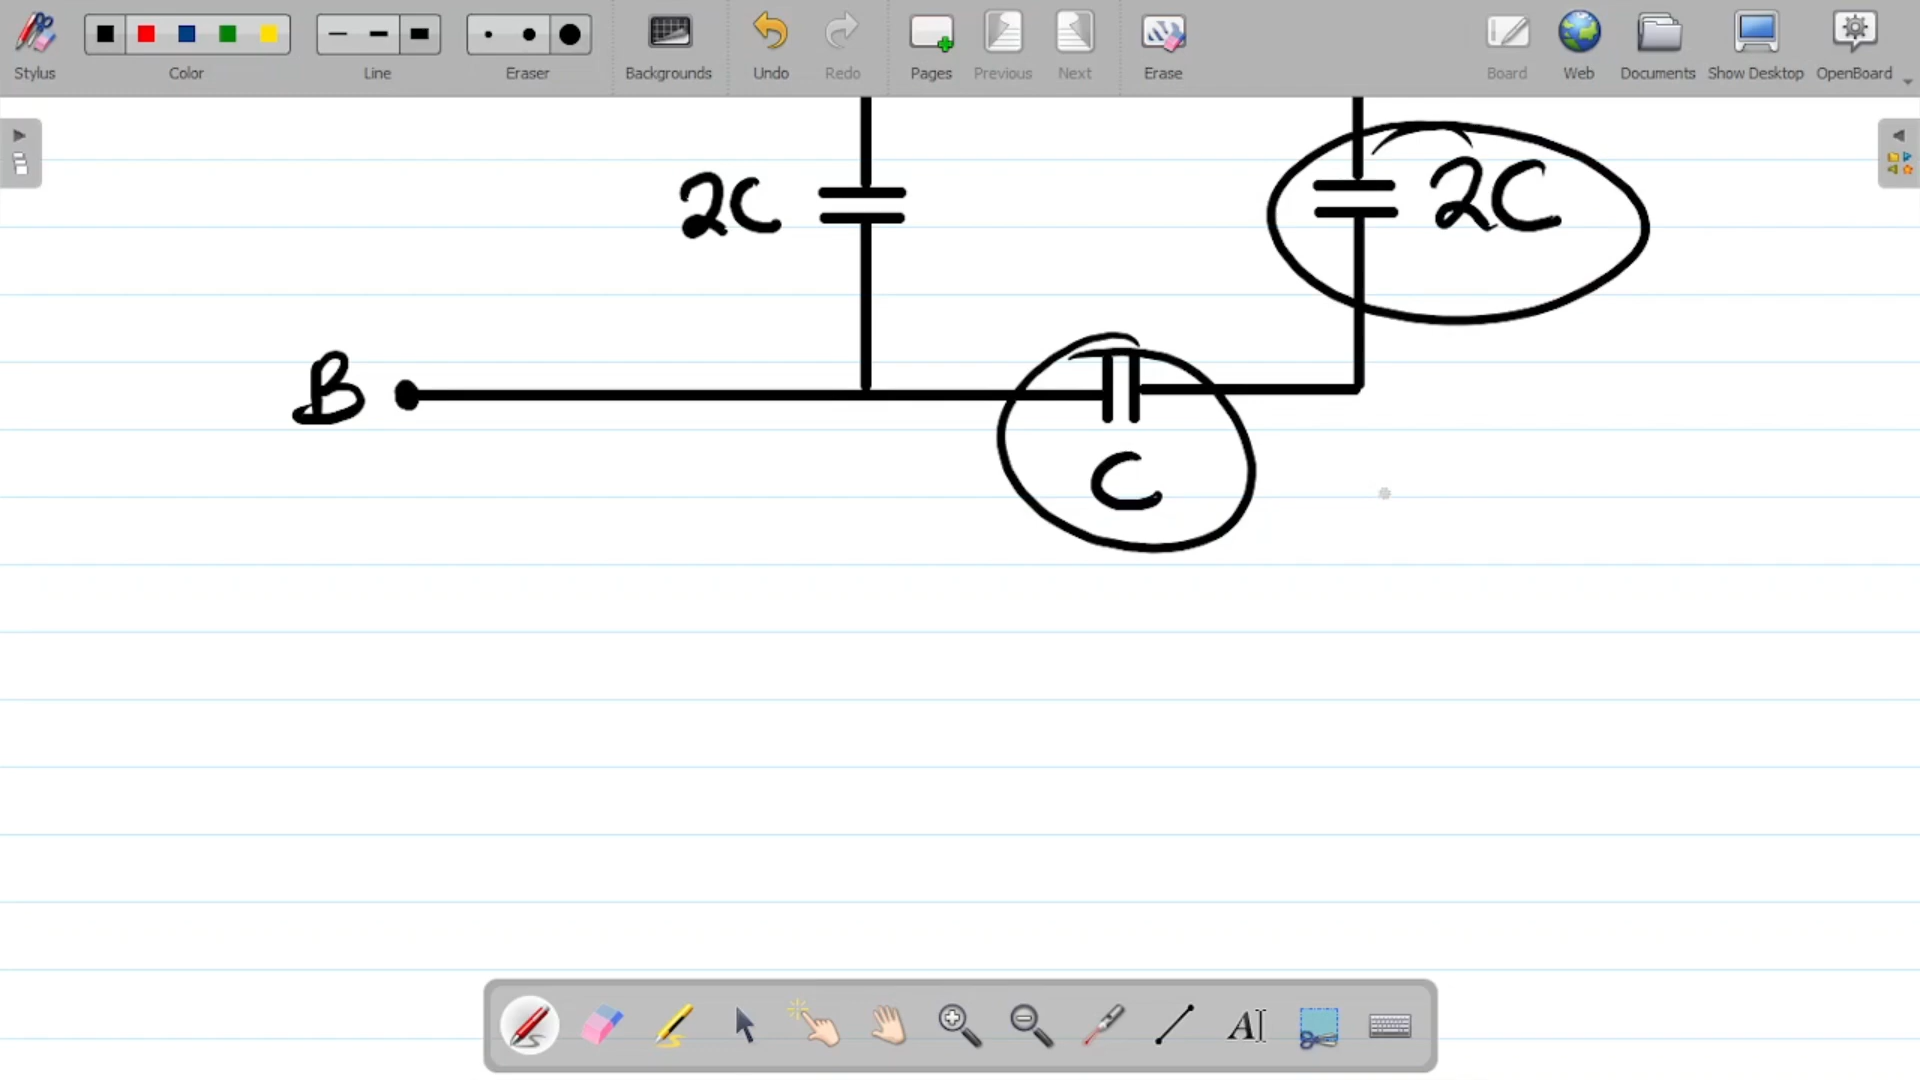 Stylus Color Line Eraser Backgrounds Undo Redo Pages Previous Next Erase Board Web Documents Show Desktop OpenBoard
2C 2C
B
C